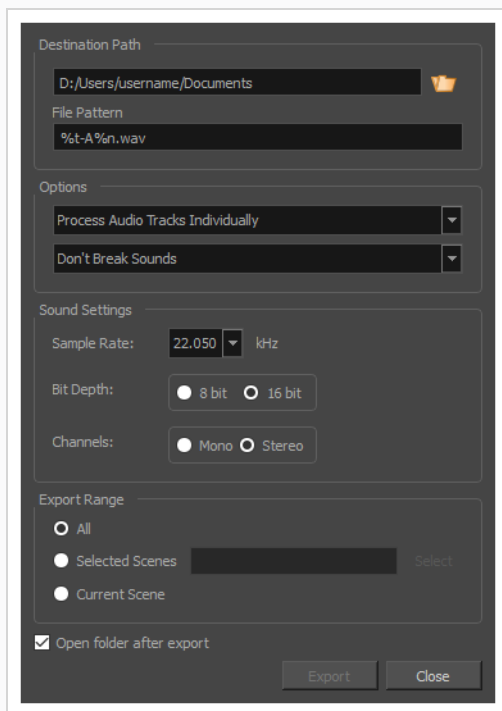 Destination Path
D:/Users/username/Documents
File Pattern
%t-A%n.wav
Options
Process Audio Tracks Individually
Don't Break Sounds
Sound Settings
Sample Rate: 22.050 kHz
Bit Depth: 8 bit 16 bit
Channels: Mono Stereo
Export Range
All
Selected Scenes Select
Current Scene
Open folder after export
Export Close